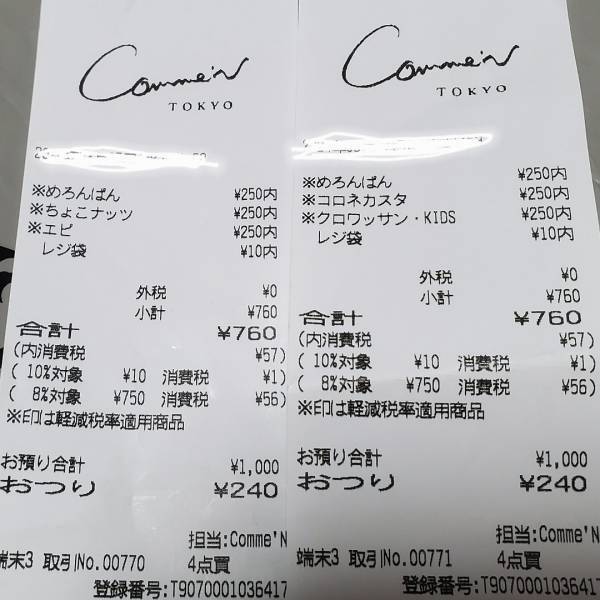 Comme'N
TOKYO
※めろんぱん ¥250内
※ちょこナッツ ¥250内
※エピ ¥250内
レジ袋 ¥10内
外税 ¥0
小計 ¥760
合計 ¥760
(内消費税 ¥57)
( 10%対象 ¥10 消費税 ¥1)
( 8%対象 ¥750 消費税 ¥56)
※印は軽減税率適用商品
お預り合計 ¥1,000
おつり ¥240
担当:Comme'N
端末3 取引No.00770 4点買
登録番号:T9070001036417
Comme'N
TOKYO
※めろんぱん ¥250内
※コロネカスタ ¥250内
※クロワッサン・KIDS ¥250内
レジ袋 ¥10内
外税 ¥0
小計 ¥760
合計 ¥760
(内消費税 ¥57)
( 10%対象 ¥10 消費税 ¥1)
( 8%対象 ¥750 消費税 ¥56)
※印は軽減税率適用商品
お預り合計 ¥1,000
おつり ¥240
担当:Comme'N
端末3 取引No.00771 4点買
登録番号:T9070001036417